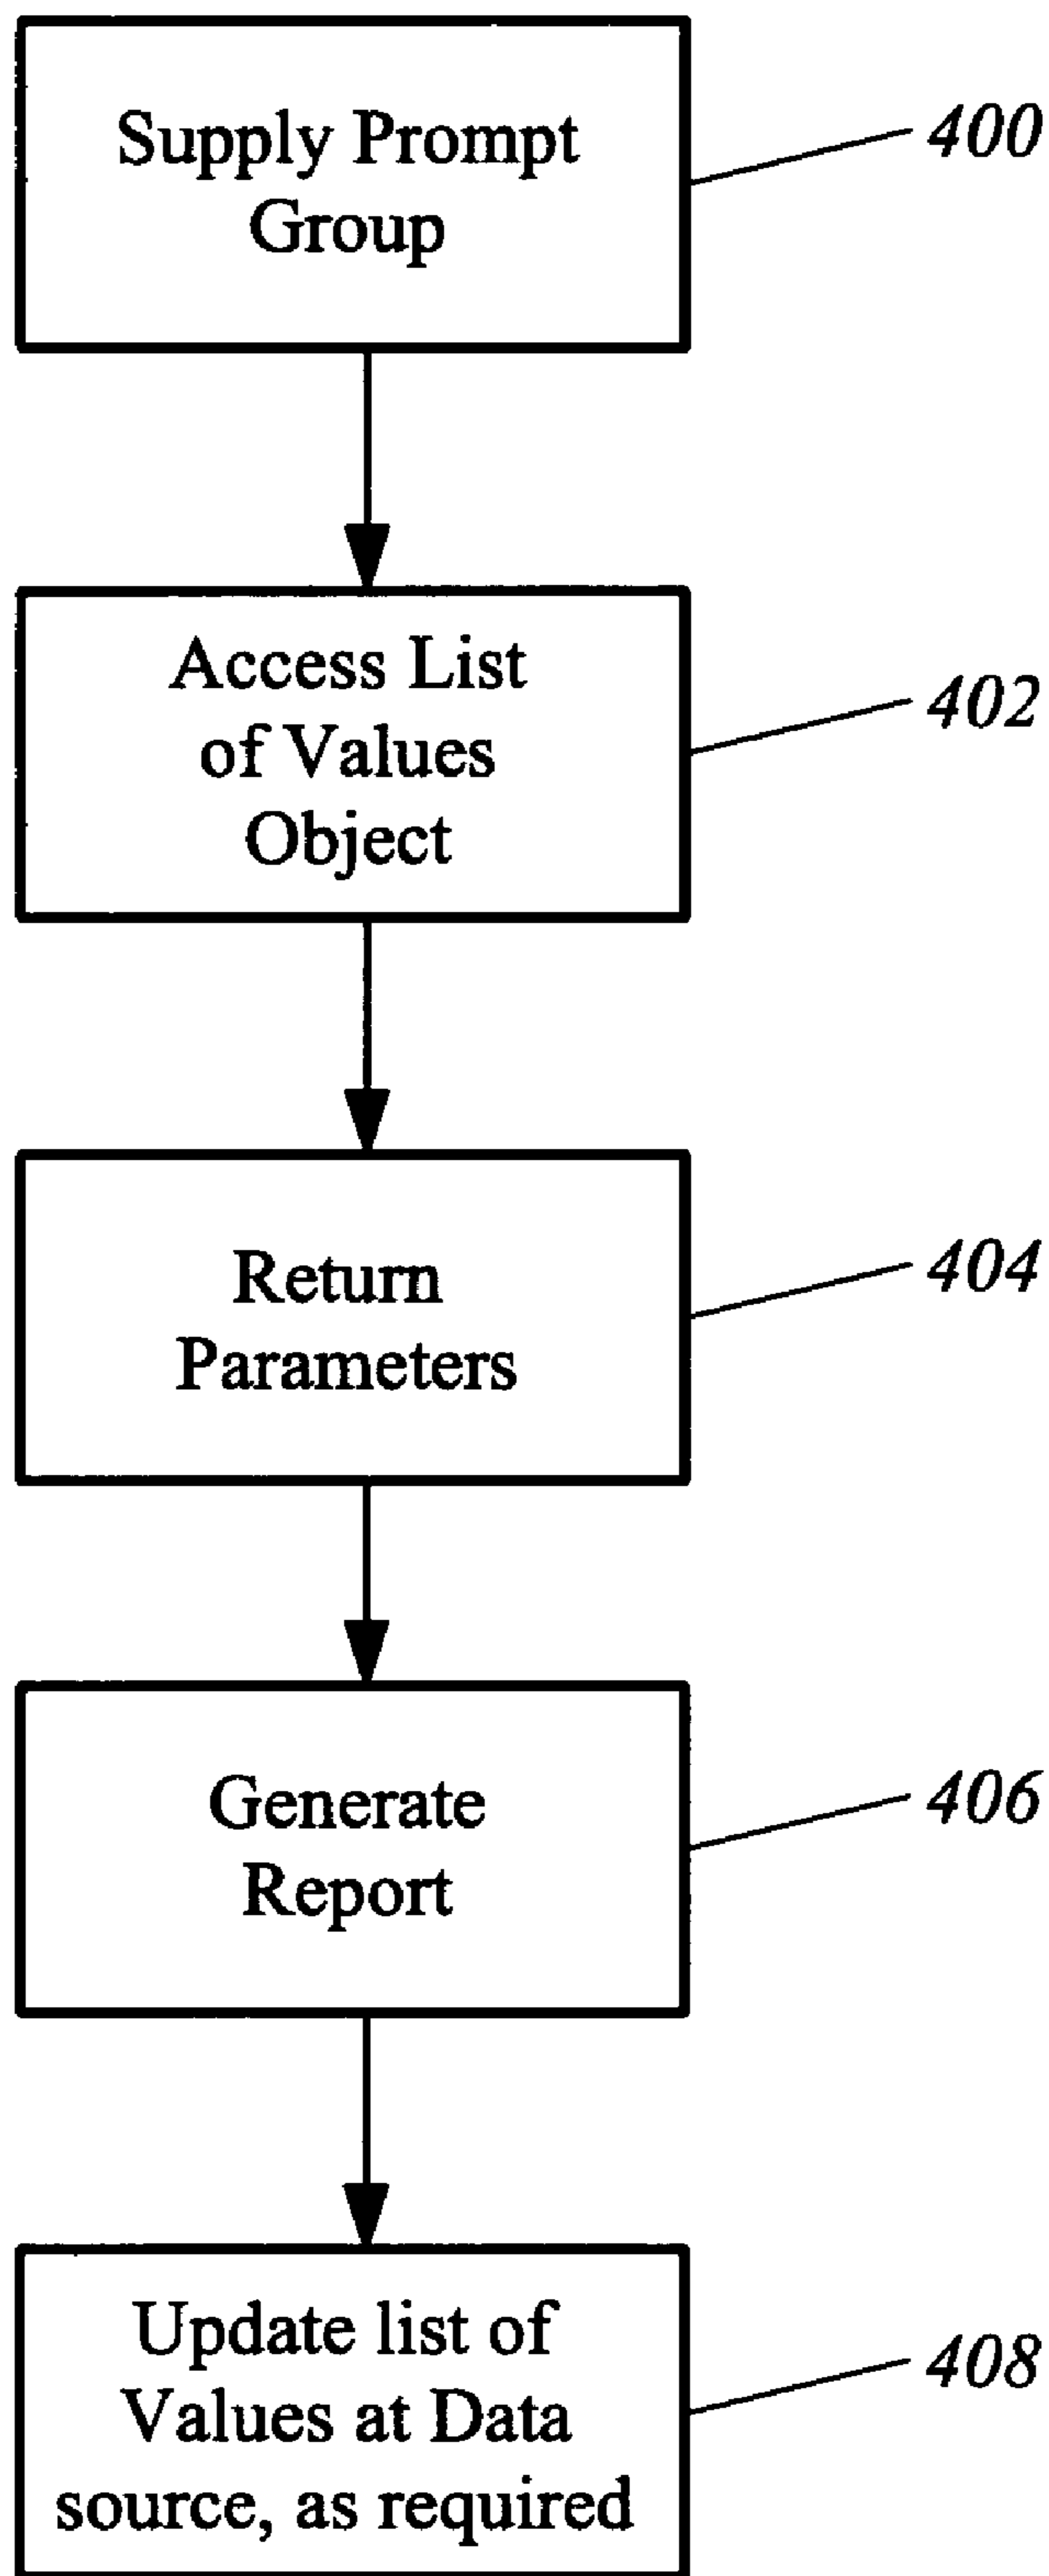 Supply Prompt
Group
400
Access List
of Values
Object
402
Return
Parameters
404
Generate
Report
406
Update list of
Values at Data
source, as required
408